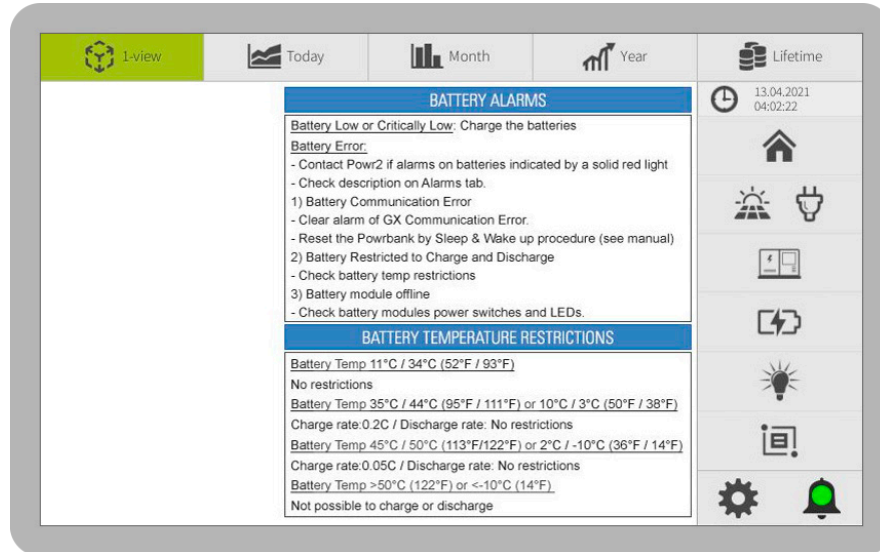 1-view
Today
Month
Year
Lifetime
13.04.2021
04:02:22
BATTERY ALARMS
Battery Low or Critically Low: Charge the batteries
Battery Error:
- Contact Powr2 if alarms on batteries indicated by a solid red light
- Check description on Alarms tab.
1) Battery Communication Error
- Clear alarm of GX Communication Error.
- Reset the Powrbank by Sleep & Wake up procedure (see manual)
2) Battery Restricted to Charge and Discharge
- Check battery temp restrictions
3) Battery module offline
- Check battery modules power switches and LEDs.
BATTERY TEMPERATURE RESTRICTIONS
Battery Temp 11°C / 34°C (52°F / 93°F)
No restrictions
Battery Temp 35°C / 44°C (95°F / 111°F) or 10°C / 3°C (50°F / 38°F)
Charge rate:0.2C / Discharge rate: No restrictions
Battery Temp 45°C / 50°C (113°F/122°F) or 2°C / -10°C (36°F / 14°F)
Charge rate:0.05C / Discharge rate: No restrictions
Battery Temp >50°C (122°F) or <-10°C (14°F)
Not possible to charge or discharge